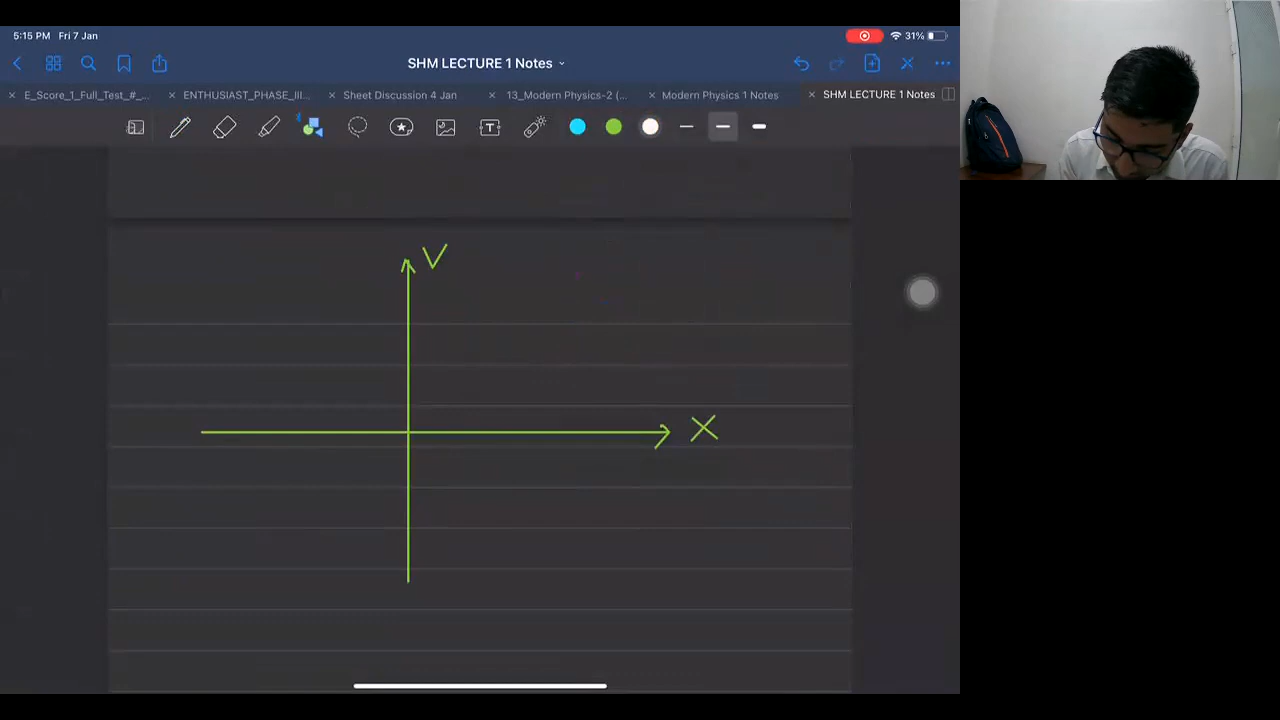 5:15 PM Fri 7 Jan 31%
SHM LECTURE 1 Notes
E_Score_1_Full_Test_#_... ENTHUSIAST_PHASE_III... Sheet Discussion 4 Jan 13_Modern Physics-2 (... Modern Physics 1 Notes SHM LECTURE 1 Notes
T
V
X